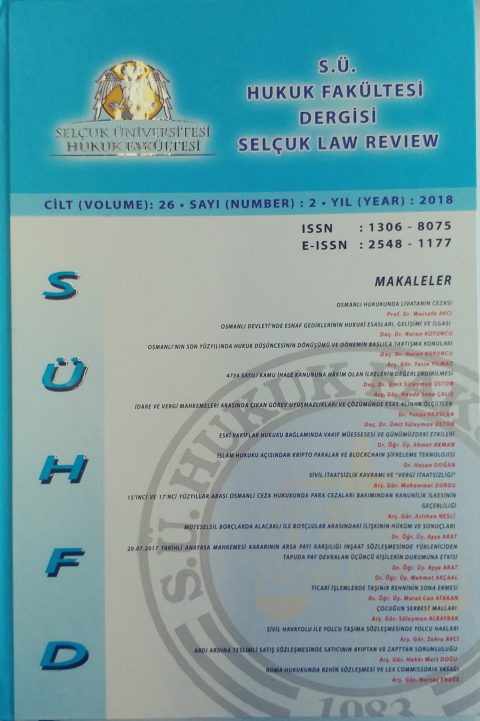 S.Ü.
HUKUK FAKÜLTESİ
DERGİSİ
SELÇUK LAW REVIEW
SELÇUK ÜNİVERSİTESİ
HUKUK FAKÜLTESİ
CİLT (VOLUME): 26 • SAYI (NUMBER) : 2 • YIL (YEAR) : 2018
ISSN : 1306 - 8075
E-ISSN : 2548 - 1177
S
Ü
H
F
D
MAKALELER
OSMANLI HUKUKUNDA LİVATANIN CEZASI
Prof. Dr. Mustafa AVCI
OSMANLI DEVLETİ'NDE ESNAF GEDİKLERİNİN HUKUKİ ESASLARI, GELİŞİMİ VE İLGASI
Doç. Dr. Nuran KOYUNCU
OSMANLI'NIN SON YÜZYILINDA HUKUK DÜŞÜNCESİNİN DÖNÜŞÜMÜ VE DÖNEMİN BAŞLICA TARTIŞMA KONULARI
Doç. Dr. Nuran KOYUNCU
Arş. Gör. Yasin YILMAZ
4734 SAYILI KAMU İHALE KANUNUNA HAKİM OLAN İLKELERİN DEĞERLENDİRİLMESİ
Doç. Dr. Ümit Süleyman ÜSTÜN
Arş. Gör. Hande Sena ÇALIŞ
İDARE VE VERGİ MAHKEMELERİ ARASINDA ÇIKAN GÖREV UYUŞMAZLIKLARI VE ÇÖZÜMÜNDE ESAS ALINAN ÖLÇÜTLER
Dr. Yunus ERASLAN
Doç. Dr. Ümit Süleyman ÜSTÜN
ESKİ VAKIFLAR HUKUKU BAĞLAMINDA VAKIF MÜESSESESİ VE GÜNÜMÜZDEKİ ETKİLERİ
Dr. Öğr. Üy. Ahmet AKMAN
İSLAM HUKUKU AÇISINDAN KRİPTO PARALAR VE BLOCKCHAIN ŞİFRELEME TEKNOLOJİSİ
Dr. Hasan DOĞAN
SİVİL İTAATSİZLİK KAVRAMI VE "VERGİ İTAATSİZLİĞİ"
Arş. Gör. Muhammet DURDU
15'İNCİ VE 17'NCİ YÜZYILLAR ARASI OSMANLI CEZA HUKUKUNDA PARA CEZALARI BAKIMINDAN KANUNİLİK İLKESİNİN
GEÇERLİLİĞİ
Arş. Gör. Aslıhan NESLİ
MÜTESELSİL BORÇLARDA ALACAKLI İLE BORÇLULAR ARASINDAKİ İLİŞKİNİN HÜKÜM VE SONUÇLARI
Dr. Öğr. Üy. Ayşe ARAT
20.07.2017 TARİHLİ ANAYASA MAHKEMESİ KARARININ ARSA PAYI KARŞILIĞI İNŞAAT SÖZLEŞMESİNDE YÜKLENİCİDEN
TAPUDA PAY DEVRALAN ÜÇÜNCÜ KİŞİLERİN DURUMUNA ETKİSİ
Dr. Öğr. Üy. Ayşe ARAT
Dr. Öğr. Üy. Mehmet AKÇAAL
TİCARİ İŞLEMLERDE TAŞINIR REHNİNİN SONA ERMESİ
Dr. Öğr. Üy. Murat Can ATAKAN
ÇOCUĞUN SERBEST MALLARI
Arş. Gör. Süleyman ALBAYRAK
SİVİL HAVAYOLU İLE YOLCU TAŞIMA SÖZLEŞMESİNDE YOLCU HAKLARI
Arş. Gör. Zehra AVCI
ARDI ARDINA TESLİMLİ SATIŞ SÖZLEŞMESİNDE SATICININ AYIPTAN VE ZAPTTAN SORUMLULUĞU
Arş. Gör. Hakkı Mert DOĞU
ROMA HUKUKUNDA REHİN SÖZLEŞMESİ VE LEX COMMISSORIA YASAĞI
Arş. Gör. ENDES
1983